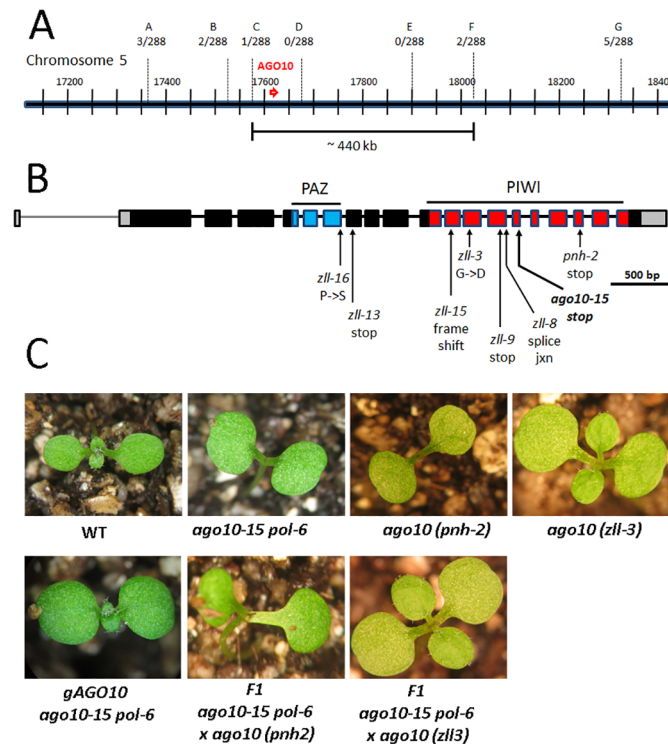 A
A B C D E F G
3/288 2/288 1/288 0/288 0/288 2/288 5/288
Chromosome 5
AGO10
17200 17400 17600 17800 18000 18200 1840
~ 440 kb
B
PAZ PIWI
zll-16
P->S
zll-13
stop
zll-15
frame
shift
zll-3
G->D
zll-9
stop
zll-8
splice
jxn
ago10-15
stop
pnh-2
stop
500 bp
C
WT
ago10-15 pol-6
ago10 (pnh-2)
ago10 (zll-3)
gAGO10
ago10-15 pol-6
F1
ago10-15 pol-6
x ago10 (pnh2)
F1
ago10-15 pol-6
x ago10 (zll3)